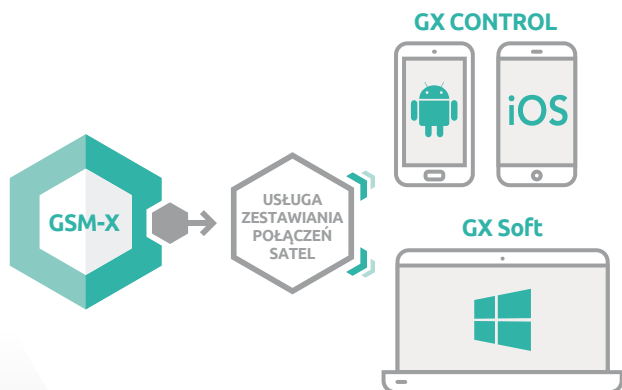 GX CONTROL
iOS
GSM-X
USŁUGA
ZESTAWIANIA
POŁĄCZEŃ
SATEL
GX Soft